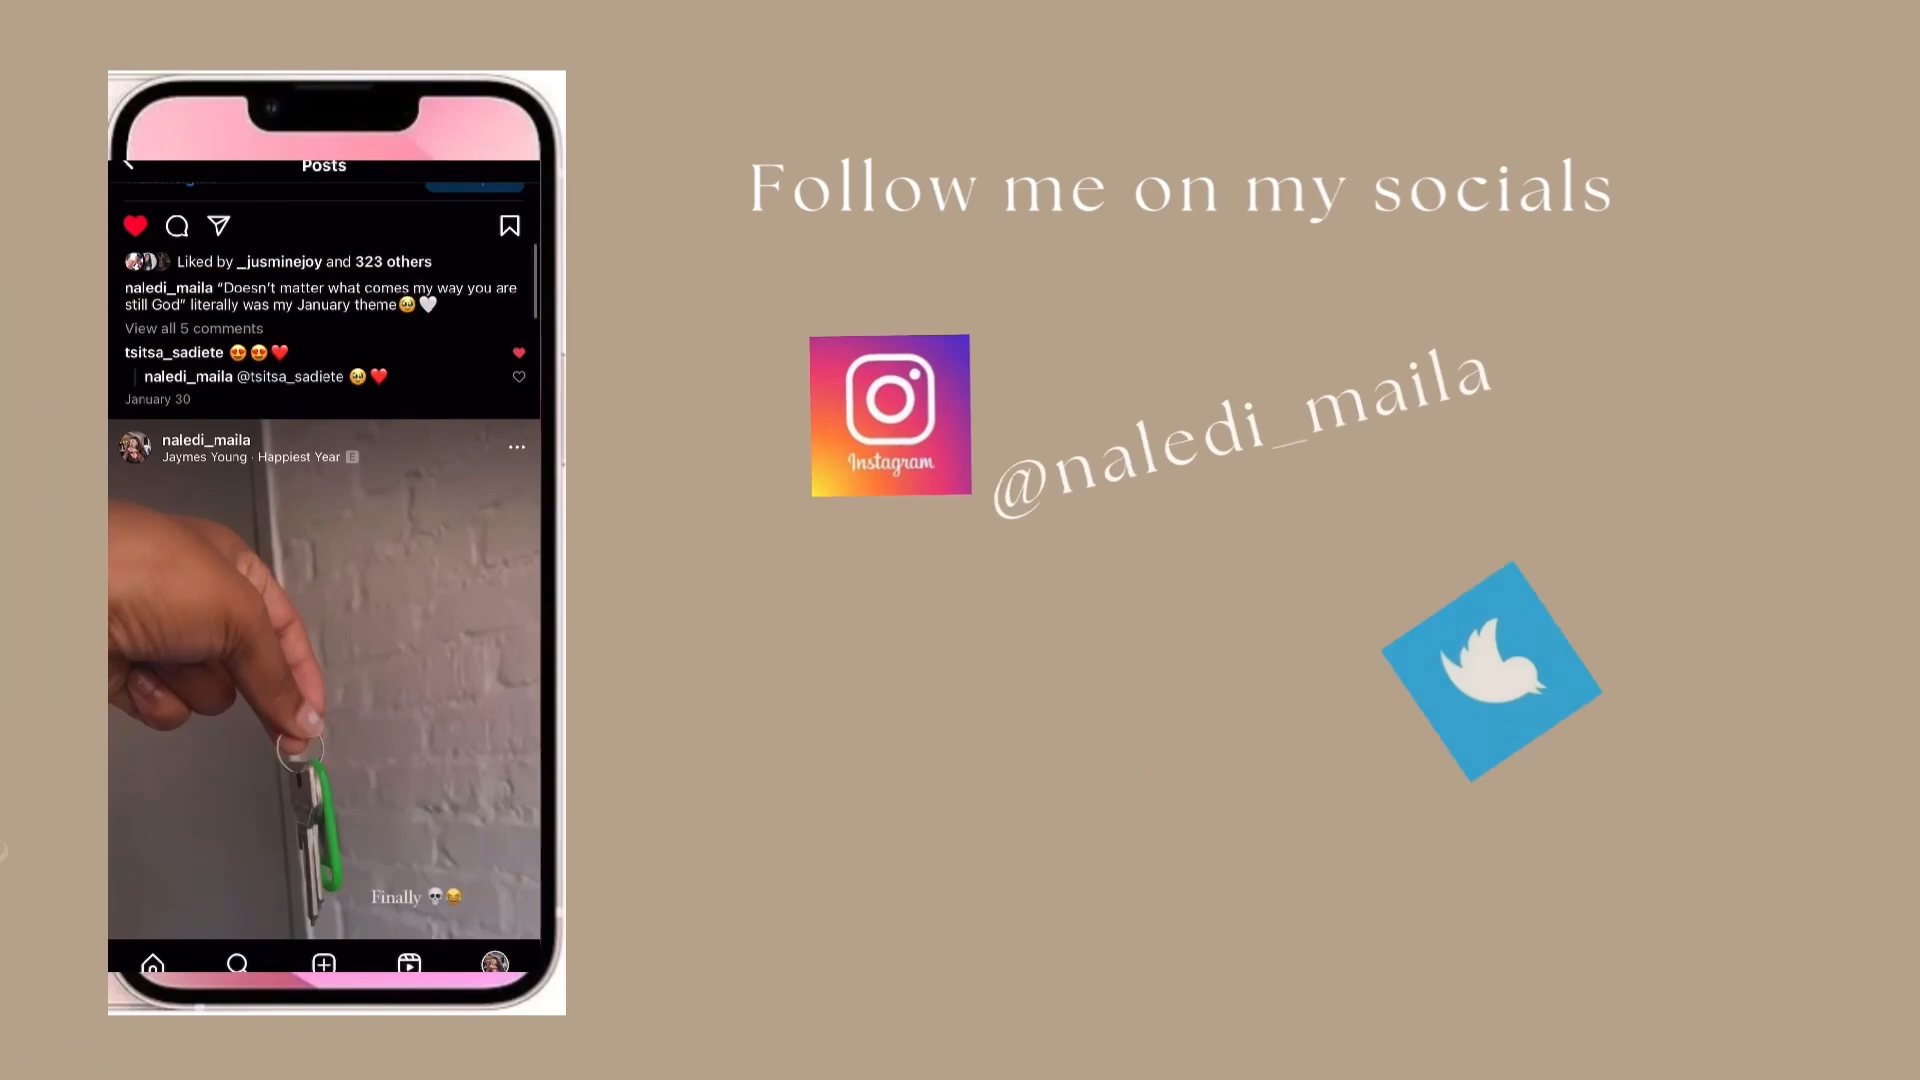 Posts
Liked by _jusminejoy and 323 others
naledi_maila “Doesn't matter what comes my way you are
still God” literally was my January theme🥹🤍
View all 5 comments
tsitsa_sadiete 😍😍❤️
naledi_maila @tsitsa_sadiete 🥹❤️
January 30
naledi_maila
Jaymes Young · Happiest Year E
Finally 💀😂
Follow me on my socials
Instagram
@naledi_maila